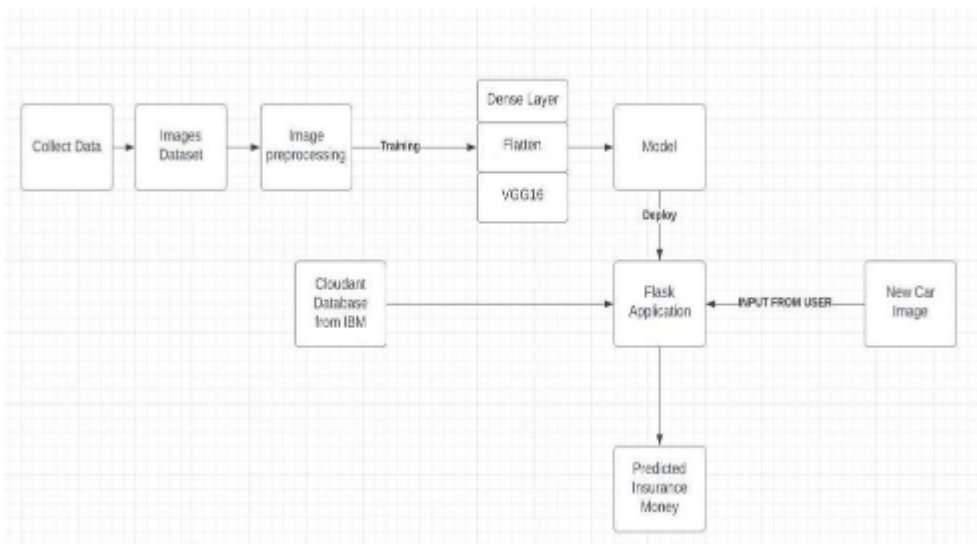 Collect Data
Images
Dataset
Image
preprocessing
Training
Dense Layer
Flatten
VGG16
Model
Deploy
Cloudant
Database
from IBM
Flask
Application
INPUT FROM USER
New Car
Image
Predicted
Insurance
Money